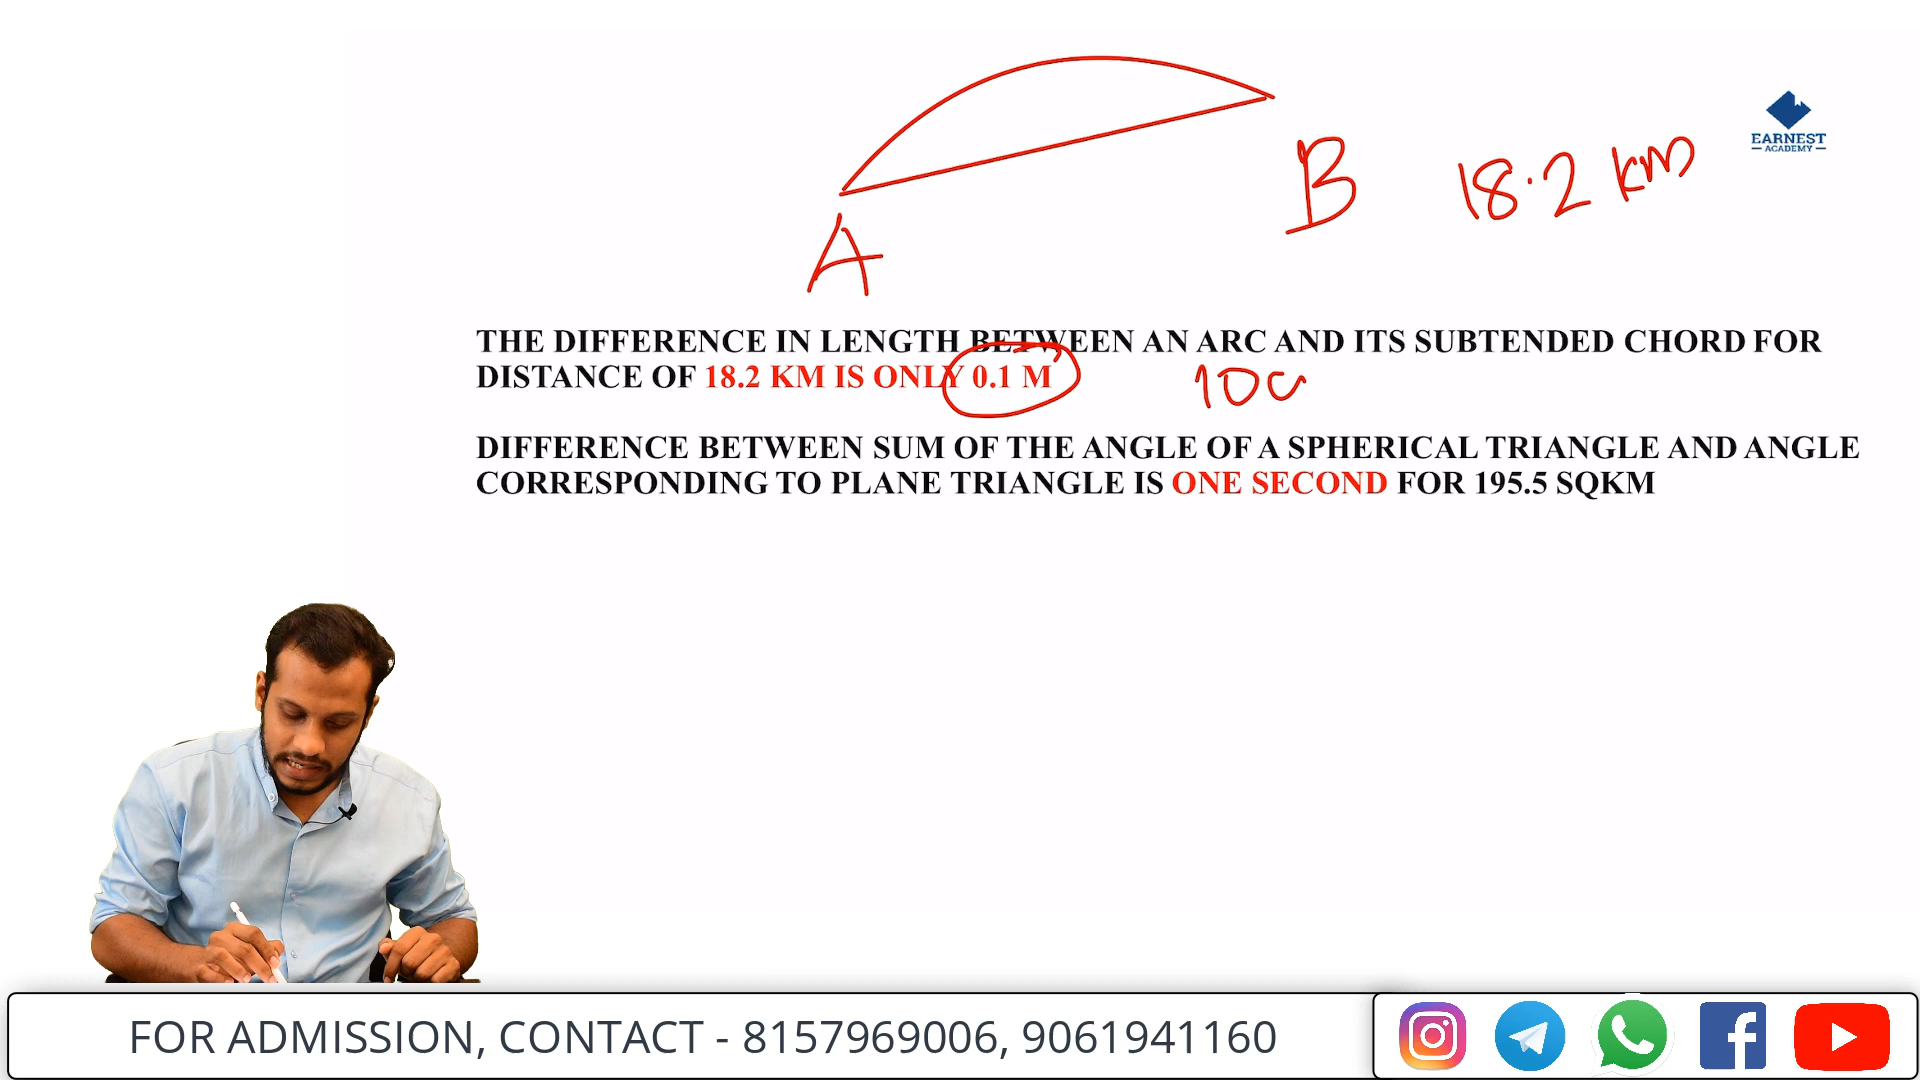 EARNEST
ACADEMY
A
B
18.2 km
THE DIFFERENCE IN LENGTH BETWEEN AN ARC AND ITS SUBTENDED CHORD FOR
DISTANCE OF 18.2 KM IS ONLY 0.1 M
10c
DIFFERENCE BETWEEN SUM OF THE ANGLE OF A SPHERICAL TRIANGLE AND ANGLE
CORRESPONDING TO PLANE TRIANGLE IS ONE SECOND FOR 195.5 SQKM
FOR ADMISSION, CONTACT - 8157969006, 9061941160